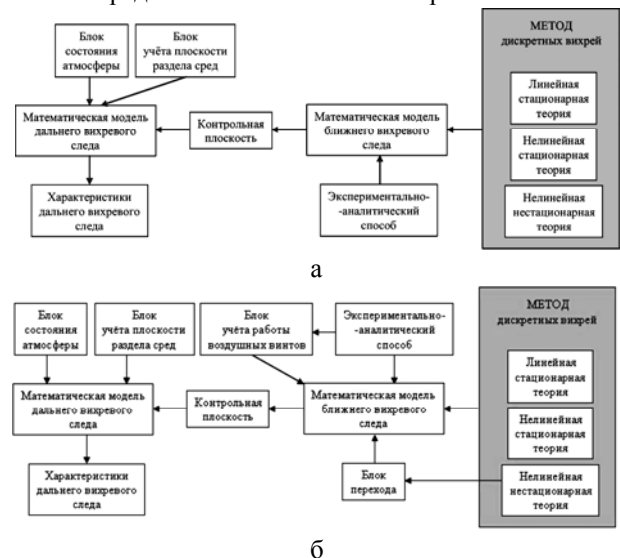 МЕТОД
дискретных вихрей
Блок
состояния
атмосферы
Блок
учёта плоскости
раздела сред
Линейная
стационарная
теория
Математическая модель
дальнего вихревого
следа
Контрольная
плоскость
Математическая модель
ближнего вихревого
следа
Нелинейная
стационарная
теория
Характеристики
дальнего вихревого
следа
Экспериментально-
-аналитический
способ
Нелинейная
нестационарная
теория
а
Блок
состояния
атмосферы
Блок
учёта плоскости
раздела сред
Блок
учёта работы
воздушных винтов
Экспериментально-
-аналитический
способ
МЕТОД
дискретных вихрей
Линейная
стационарная
теория
Математическая модель
дальнего вихревого
следа
Контрольная
плоскость
Математическая модель
ближнего вихревого
следа
Нелинейная
стационарная
теория
Характеристики
дальнего вихревого
следа
Блок
перехода
Нелинейная
нестационарная
теория
б